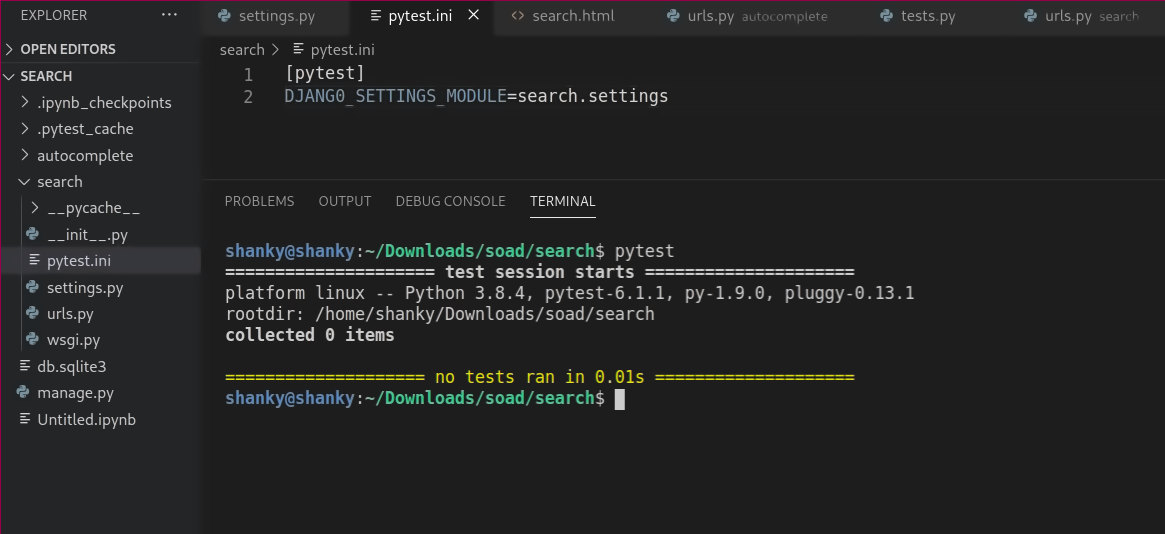 EXPLORER ···
settings.py
pytest.ini
search.html
urls.py autocomplete
tests.py
urls.py search
OPEN EDITORS
SEARCH
.ipynb_checkpoints
.pytest_cache
autocomplete
search
__pycache__
__init__.py
pytest.ini
settings.py
urls.py
wsgi.py
db.sqlite3
manage.py
Untitled.ipynb
search > pytest.ini
1 [pytest]
2 DJANG0_SETTINGS_MODULE=search.settings
PROBLEMS OUTPUT DEBUG CONSOLE TERMINAL
shanky@shanky:~/Downloads/soad/search$ pytest
===================== test session starts =====================
platform linux -- Python 3.8.4, pytest-6.1.1, py-1.9.0, pluggy-0.13.1
rootdir: /home/shanky/Downloads/soad/search
collected 0 items
==================== no tests ran in 0.01s ====================
shanky@shanky:~/Downloads/soad/search$